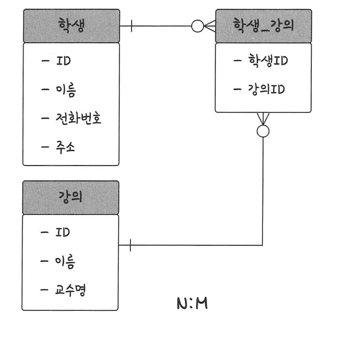 학생
- ID
- 이름
- 전화번호
- 주소
학생_강의
- 학생ID
- 강의ID
강의
- ID
- 이름
- 교수명
N:M